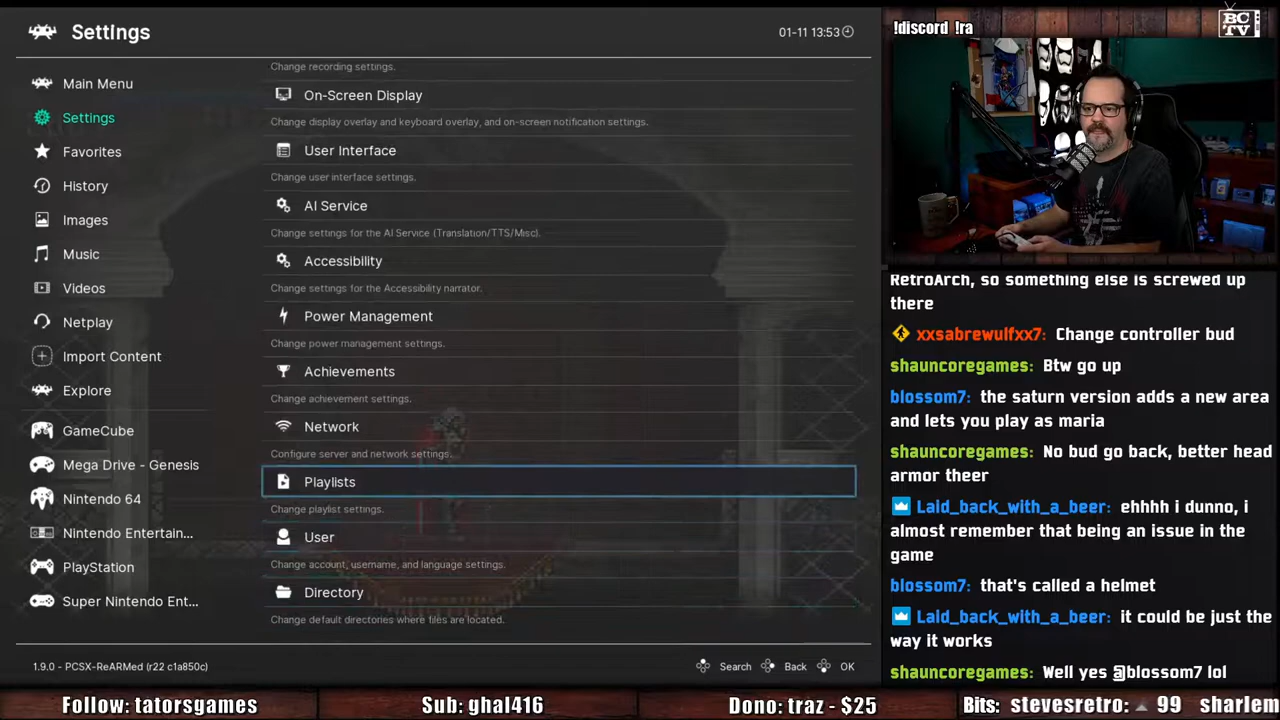 Settings
01-11 13:53
Main Menu
Settings
Favorites
History
Images
Music
Videos
Netplay
Import Content
Explore
GameCube
Mega Drive - Genesis
Nintendo 64
Nintendo Entertain...
PlayStation
Super Nintendo Ent...
Change recording settings.
On-Screen Display
Change display overlay and keyboard overlay, and on-screen notification settings.
User Interface
Change user interface settings.
AI Service
Change settings for the AI Service (Translation/TTS/Misc).
Accessibility
Change settings for the Accessibility narrator.
Power Management
Change power management settings.
Achievements
Change achievement settings.
Network
Configure server and network settings.
Playlists
Change playlist settings.
User
Change account, username, and language settings.
Directory
Change default directories where files are located.
1.9.0 - PCSX-ReARMed (r22 c1a850c)
Search
Back
OK
!discord !ra
BC
TV
RetroArch, so something else is screwed up
there
xxsabrewulfxx7: Change controller bud
shauncoregames: Btw go up
blossom7: the saturn version adds a new area
and lets you play as maria
shauncoregames: No bud go back, better head
armor theer
Laid_back_with_a_beer: ehhhh i dunno, i
almost remember that being an issue in the
game
blossom7: that's called a helmet
Laid_back_with_a_beer: it could be just the
way it works
shauncoregames: Well yes @blossom7 lol
Follow: tatorsgames
Sub: ghal416
Dono: traz - $25
Bits: stevesretro: 99 sharlem